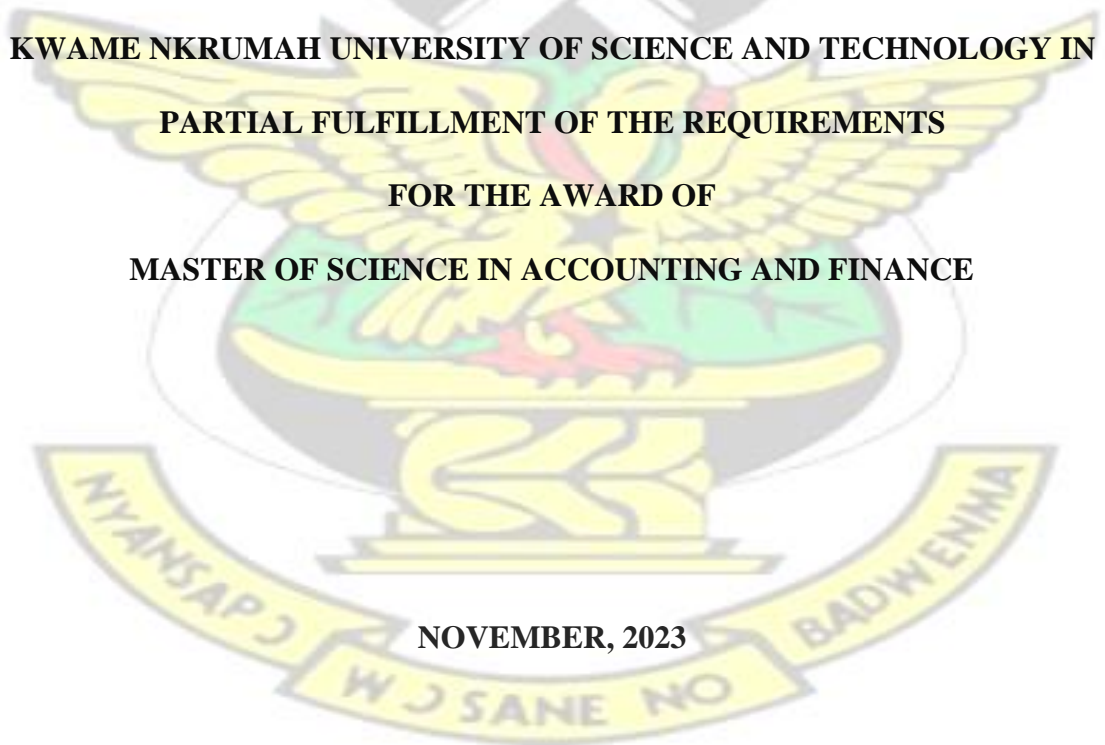 KWAME NKRUMAH UNIVERSITY OF SCIENCE AND TECHNOLOGY IN
PARTIAL FULFILLMENT OF THE REQUIREMENTS
FOR THE AWARD OF
MASTER OF SCIENCE IN ACCOUNTING AND FINANCE
NOVEMBER, 2023
NYANSAPƆ
WƆSANE NO
BADWENMA